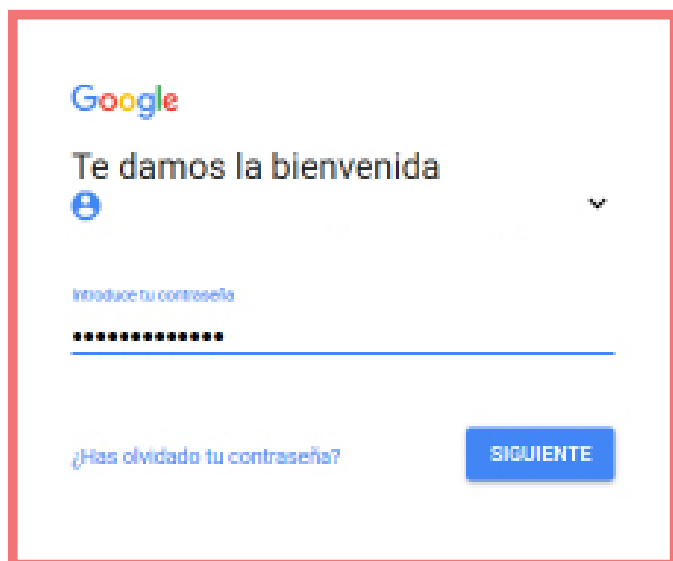 Google
Te damos la bienvenida
Introduce tu contraseña
•••••••••••••
¿Has olvidado tu contraseña?
SIGUIENTE